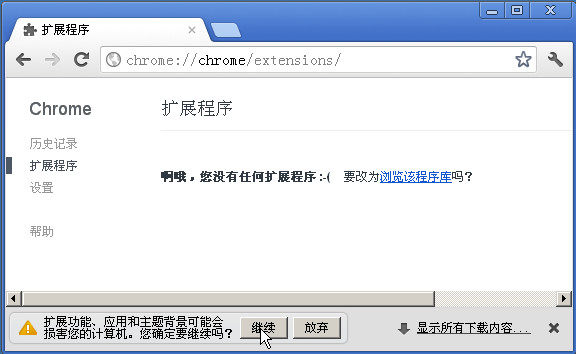 扩展程序
chrome://chrome/extensions/
Chrome
扩展程序
历史记录
扩展程序
设置
帮助
啊哦，您没有任何扩展程序 :-( 要改为浏览该程序库吗?
扩展功能、应用和主题背景可能会
损害您的计算机。您确定要继续吗?
继续
放弃
显示所有下载内容...